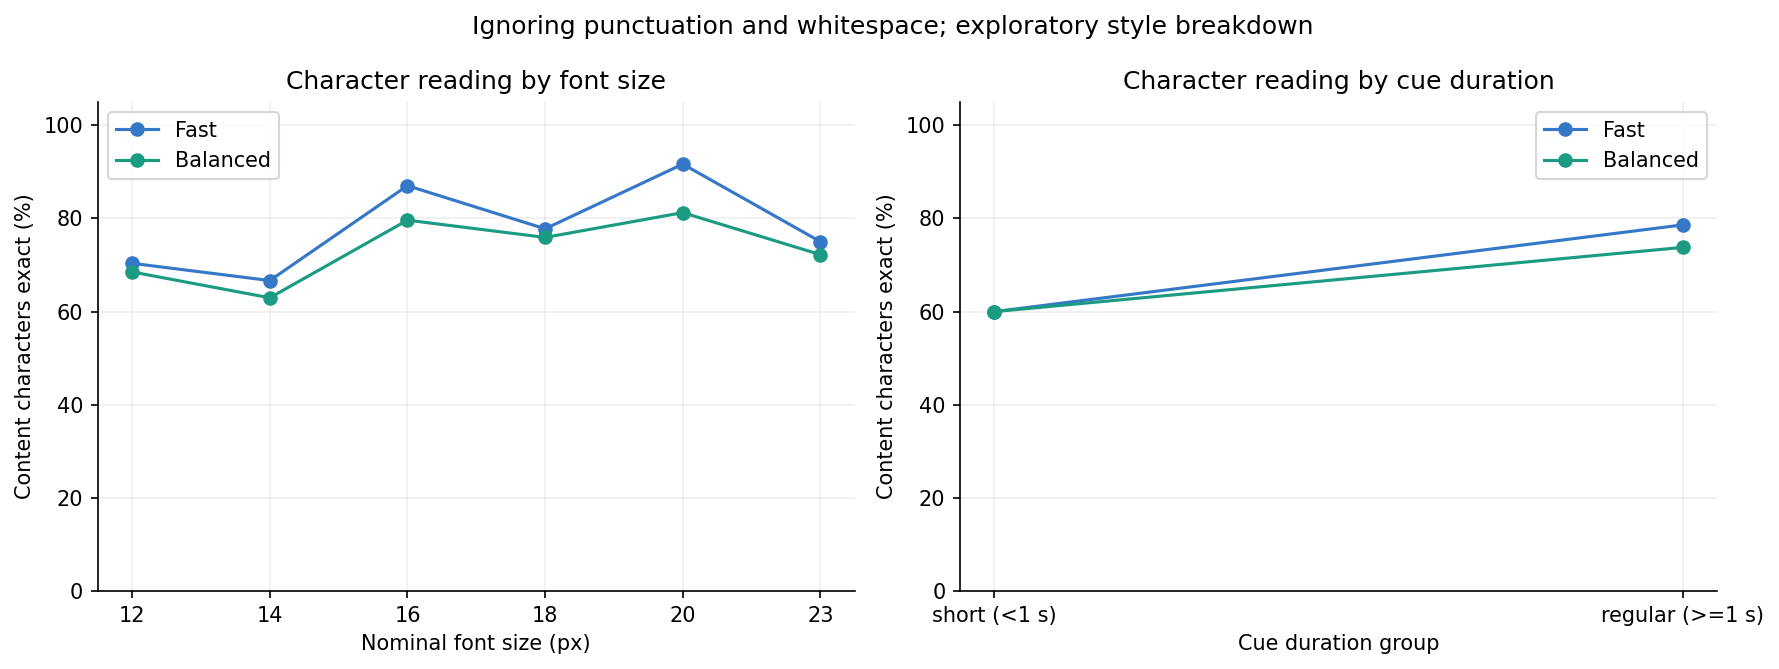 Ignoring punctuation and whitespace; exploratory style breakdown
Character reading by font size
Content characters exact (%)
100
80
60
40
20
0
Fast
Balanced
12 14 16 18 20 23
Nominal font size (px)
Character reading by cue duration
Content characters exact (%)
100
80
60
40
20
0
Fast
Balanced
short (<1 s) regular (>=1 s)
Cue duration group